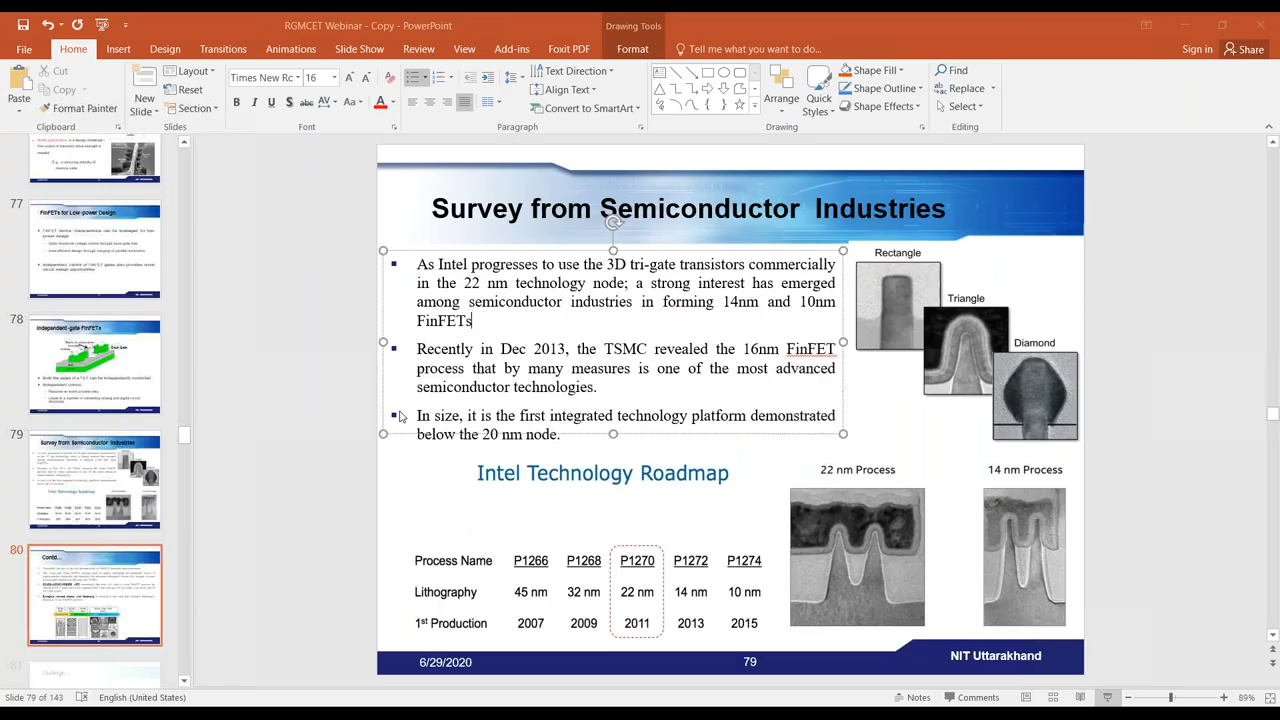 RGMCET Webinar - Copy - PowerPoint
Drawing Tools
File Home Insert Design Transitions Animations Slide Show Review View Add-ins Foxit PDF Format Tell me what you want to do...
Sign in Share
Cut
Copy
Format Painter
Paste
Clipboard
New
Slide
Layout
Reset
Section
Slides
Times New Ro 16
Font
Text Direction
Align Text
Convert to SmartArt
Paragraph
Arrange
Quick
Styles
Shape Fill
Shape Outline
Shape Effects
Drawing
Find
Replace
Select
Editing
77
FinFETs for Low-power Design
78
Independent-gate FinFETs
79
Survey from Semiconductor Industries
Intel Technology Roadmap
80
Contd...
81
Survey from Semiconductor Industries
As Intel progresses to use the 3D tri-gate transistors commercially
in the 22 nm technology node; a strong interest has emerged
among semiconductor industries in forming 14nm and 10nm
FinFETs
Recently in Dec 2013, the TSMC revealed the 16nm FinFET
process that by many measures is one of the most advanced
semiconductor technologies.
In size, it is the first integrated technology platform demonstrated
below the 20 nm node.
Rectangle
Triangle
Diamond
Intel Technology Roadmap
22 nm Process 14 nm Process
Process Name P1266 P1268 P1270 P1272 P1274
Lithography 45 nm 32 nm 22 nm 14 nm 10 nm
1st Production 2007 2009 2011 2013 2015
6/29/2020 79 NIT Uttarakhand
Slide 79 of 143 English (United States) Notes Comments 89%